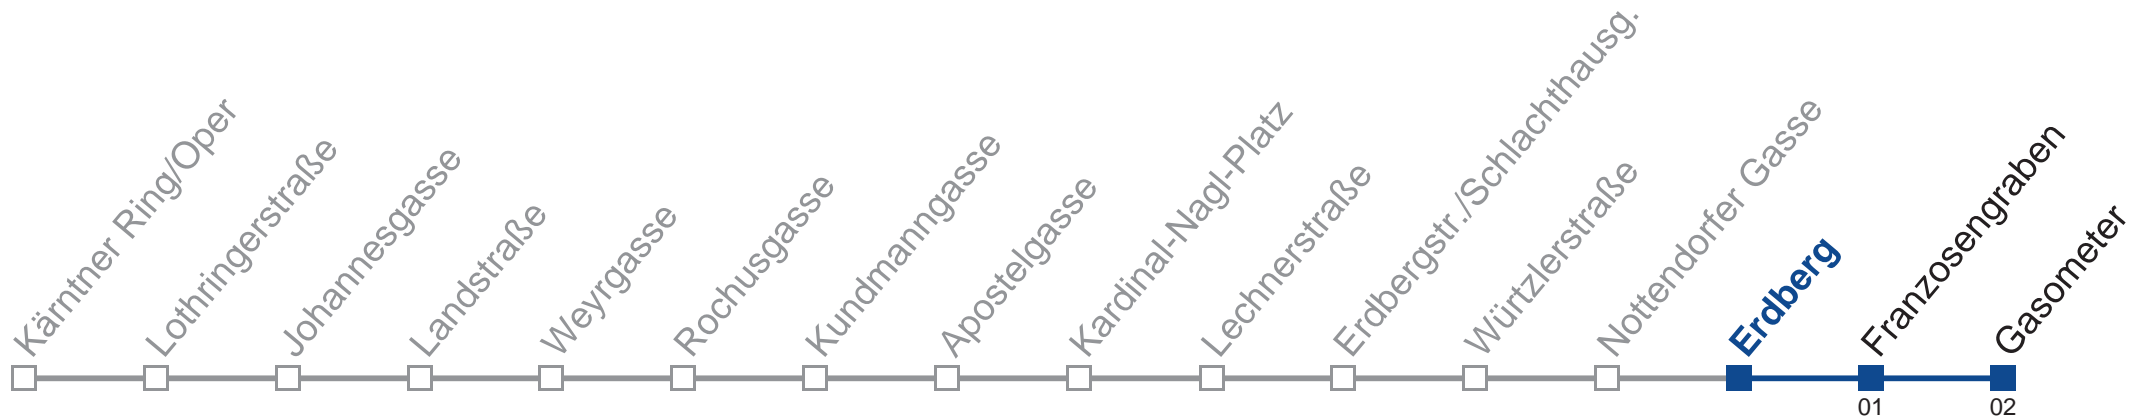 Kärntner Ring/Oper
Lothringerstraße
Johannesgasse
Landstraße
Weyrgasse
Rochusgasse
Kundmanngasse
Apostelgasse
Kardinal-Nagl-Platz
Lechnerstraße
Erdbergstr./Schlachthausg.
Würtzlerstraße
Nottendorfer Gasse
Erdberg
Franzosengraben
Gasometer
01
02